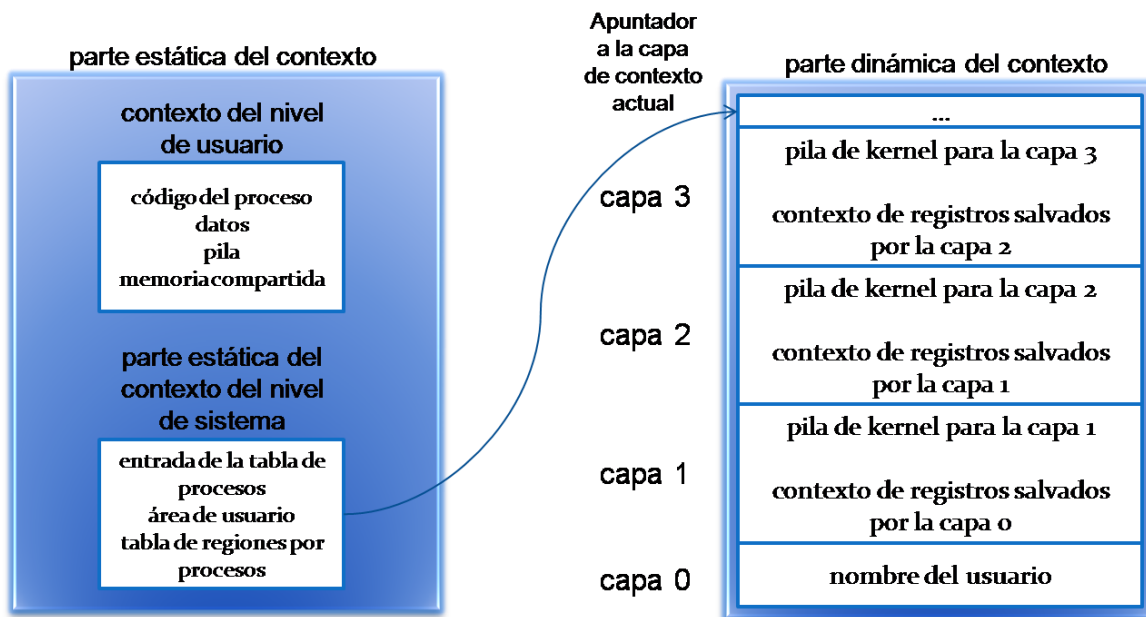 parte estática del contexto
contexto del nivel
de usuario
código del proceso
datos
pila
memoria compartida
parte estática del
contexto del nivel
de sistema
entrada de la tabla de
procesos
área de usuario
tabla de regiones por
procesos
Apuntador
a la capa
de contexto
actual
parte dinámica del contexto
...
capa 3
pila de kernel para la capa 3
contexto de registros salvados
por la capa 2
capa 2
pila de kernel para la capa 2
contexto de registros salvados
por la capa 1
capa 1
pila de kernel para la capa 1
contexto de registros salvados
por la capa 0
capa 0
nombre del usuario